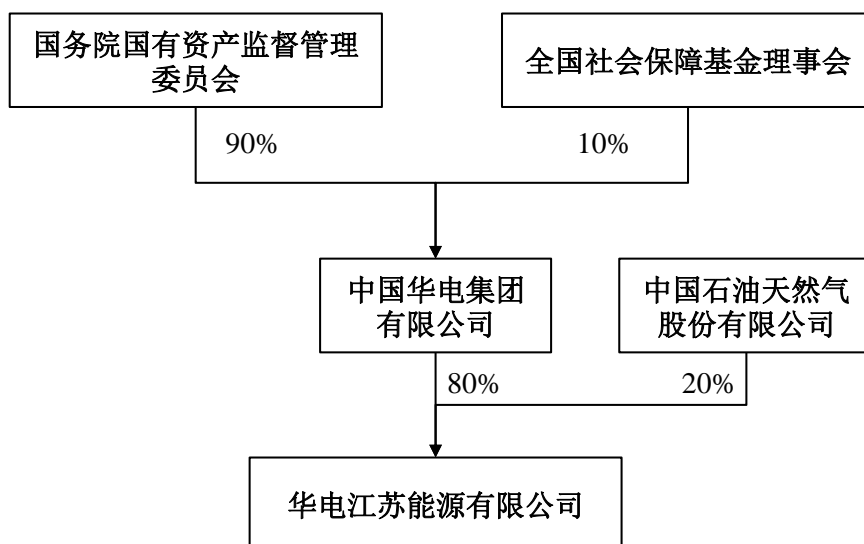 国务院国有资产监督管理
委员会
全国社会保障基金理事会
90%
10%
中国华电集团
有限公司
中国石油天然气
股份有限公司
80%
20%
华电江苏能源有限公司